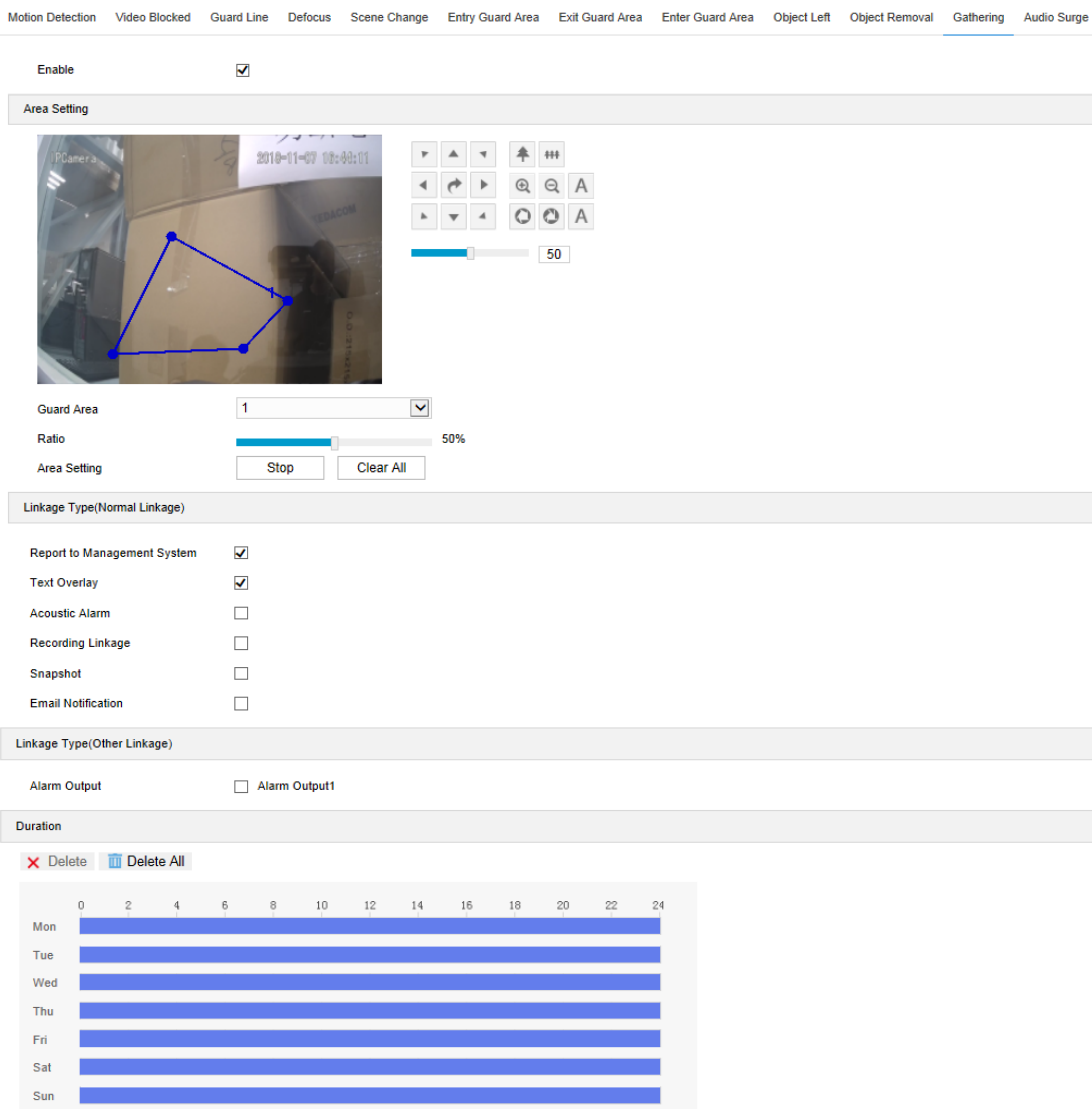 Motion Detection Video Blocked Guard Line Defocus Scene Change Entry Guard Area Exit Guard Area Enter Guard Area Object Left Object Removal Gathering Audio Surge
Enable
Area Setting
IPCamera
2018-11-07 16:44:01
KEDACOM
A
A
50
Guard Area 1
Ratio 50%
Area Setting Stop Clear All
Linkage Type(Normal Linkage)
Report to Management System
Text Overlay
Acoustic Alarm
Recording Linkage
Snapshot
Email Notification
Linkage Type(Other Linkage)
Alarm Output Alarm Output1
Duration
Delete Delete All
0 2 4 6 8 10 12 14 16 18 20 22 24
Mon
Tue
Wed
Thu
Fri
Sat
Sun